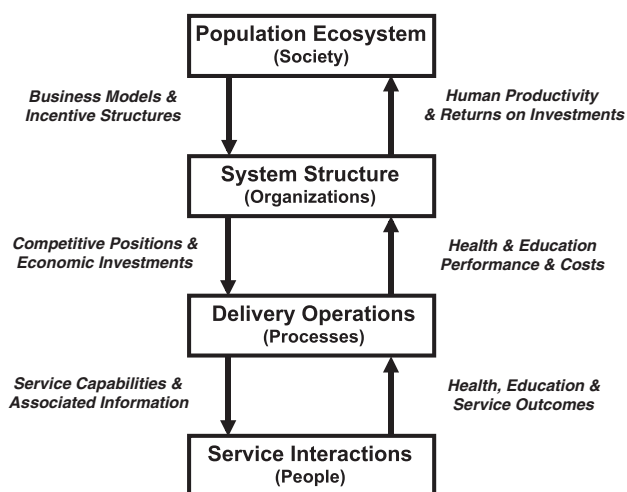 Population Ecosystem
(Society)
Business Models &
Incentive Structures
Human Productivity
& Returns on Investments
System Structure
(Organizations)
Competitive Positions &
Economic Investments
Health & Education
Performance & Costs
Delivery Operations
(Processes)
Service Capabilities &
Associated Information
Health, Education &
Service Outcomes
Service Interactions
(People)